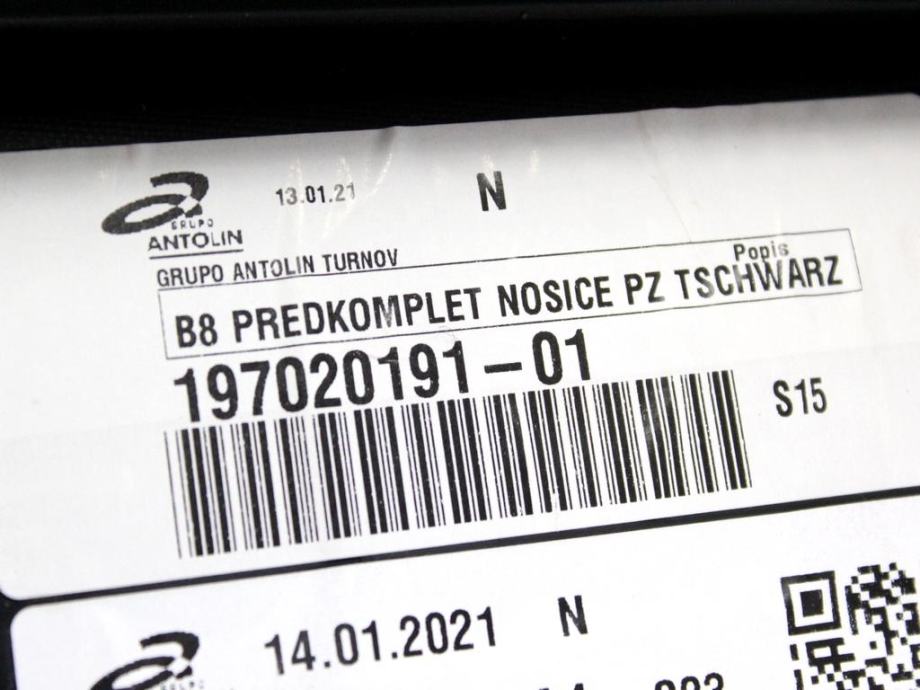 13.01.21 N
GRUPO
ANTOLIN
GRUPO ANTOLIN TURNOV
Popis
B8 PREDKOMPLET NOSICE PZ TSCHWARZ
197020191-01
S15
14.01.2021 N
GRUPO